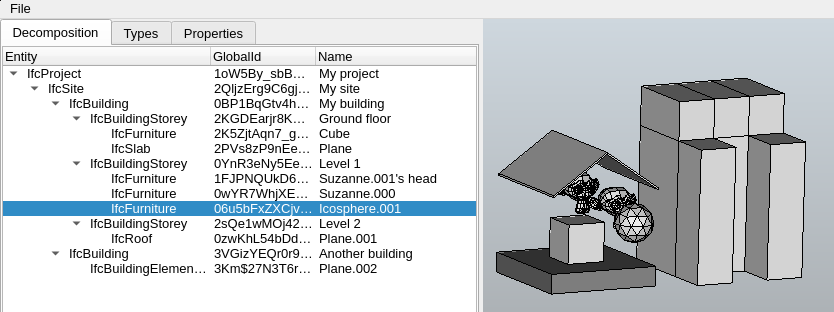 File
Decomposition Types Properties
Entity GlobalId Name
IfcProject 1oW5By_sbB... My project
IfcSite 2QljzErg9C6gj... My site
IfcBuilding 0BP1BqGtv4h... My building
IfcBuildingStorey 2KGDEarjr8K... Ground floor
IfcFurniture 2K5ZjtAqn7_g... Cube
IfcSlab 2PVs8zP9nEe... Plane
IfcBuildingStorey 0YnR3eNy5Ee... Level 1
IfcFurniture 1FJPNQUkD6... Suzanne.001's head
IfcFurniture 0wYR7WhjXE... Suzanne.000
IfcFurniture 06u5bFxZXCjv... Icosphere.001
IfcBuildingStorey 2sQe1wMOj42... Level 2
IfcRoof 0zwKhL54bDd... Plane.001
IfcBuilding 3VGizYEQr0r9... Another building
IfcBuildingElemen... 3Km$27N3T6r... Plane.002